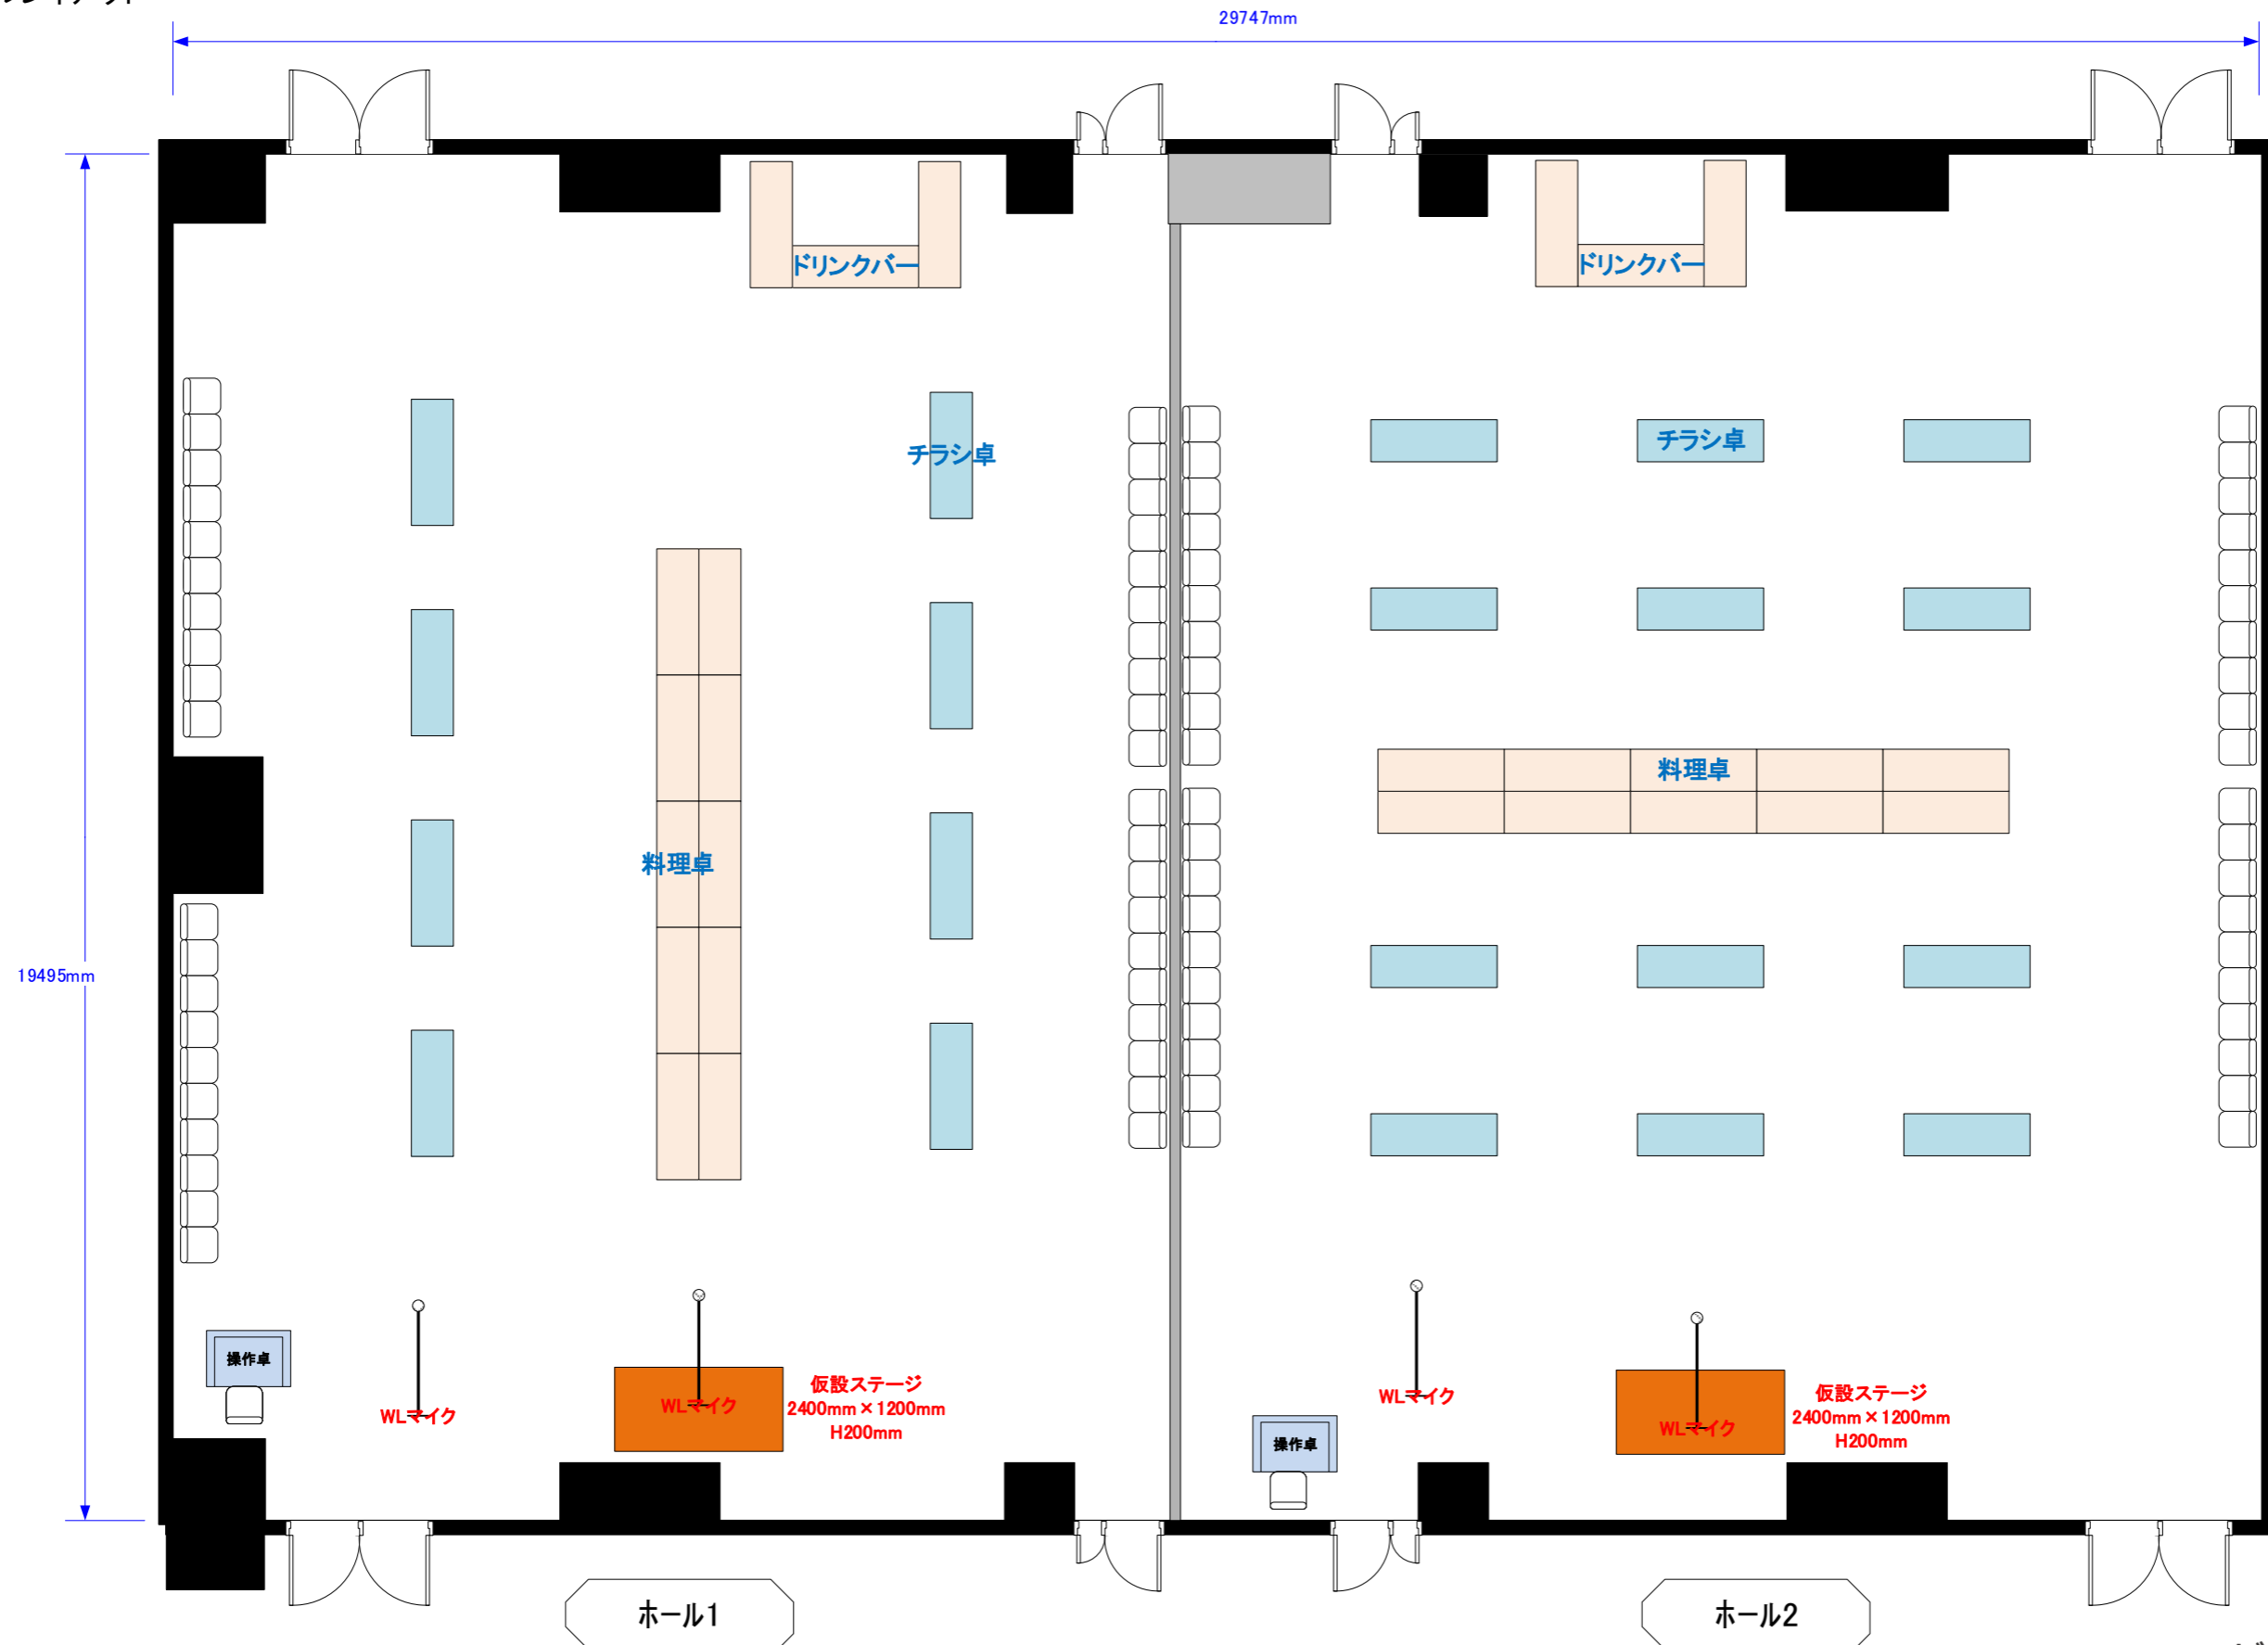 29747mm
ドリンクバー
ドリンクバー
チラシ卓
チラシ卓
料理卓
料理卓
19495mm
操作卓
WLマイク
WLマイク
仮設ステージ
2400mm×1200mm
H200mm
WLマイク
操作卓
WLマイク
仮設ステージ
2400mm×1200mm
H200mm
ホール1
ホール2